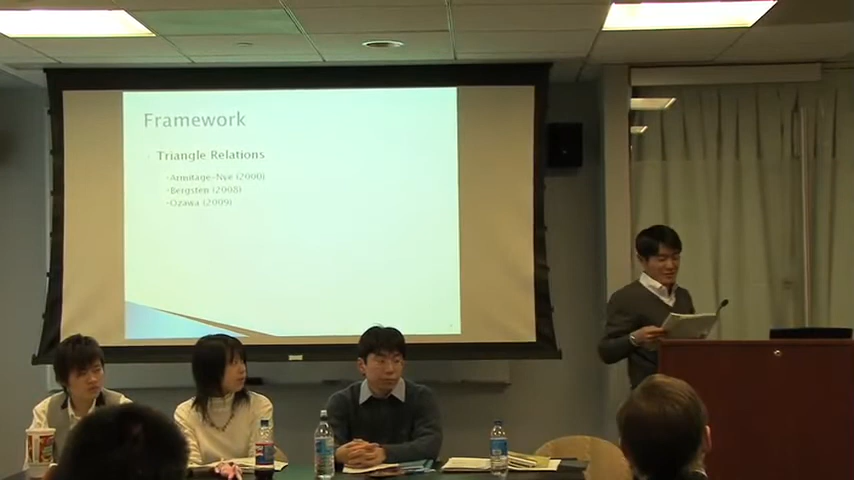 Framework
Triangle Relations
•Armitage-Nye (2000)
•Bergsten (2008)
•Ozawa (2009)